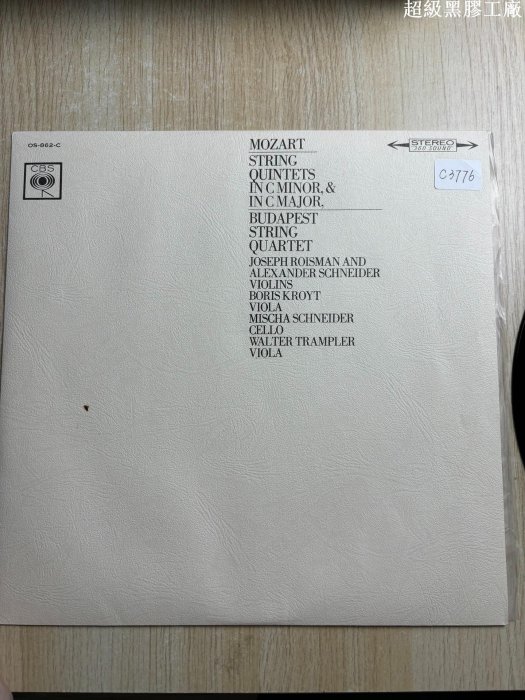 超級黑膠工廠
OS-862-C
CBS
MOZART
STRING
QUINTETS
IN C MINOR, &
IN C MAJOR,
BUDAPEST
STRING
QUARTET
JOSEPH ROISMAN AND
ALEXANDER SCHNEIDER
VIOLINS
BORIS KROYT
VIOLA
MISCHA SCHNEIDER
CELLO
WALTER TRAMPLER
VIOLA
STEREO
360 SOUND
C3776